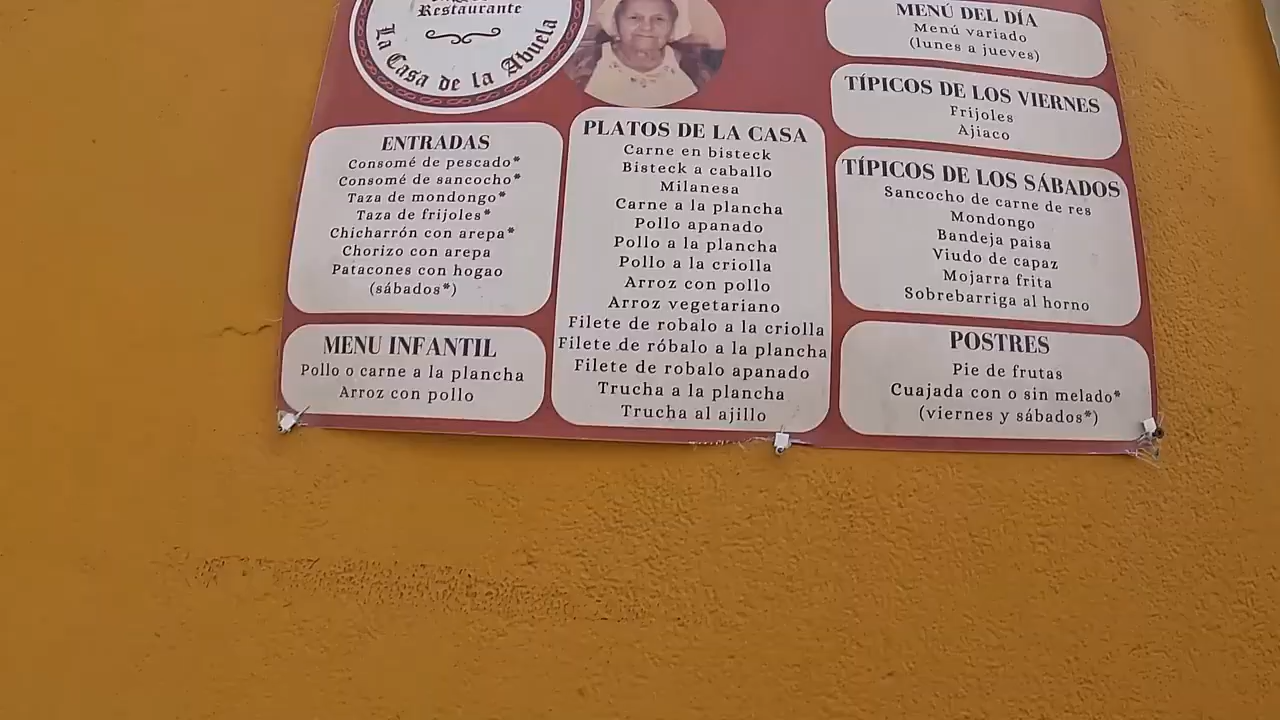 Restaurante
La Casa de la Abuela
ENTRADAS
Consomé de pescado*
Consomé de sancocho*
Taza de mondongo*
Taza de frijoles*
Chicharrón con arepa*
Chorizo con arepa
Patacones con hogao
(sábados*)
MENU INFANTIL
Pollo o carne a la plancha
Arroz con pollo
PLATOS DE LA CASA
Carne en bisteck
Bisteck a caballo
Milanesa
Carne a la plancha
Pollo apanado
Pollo a la plancha
Pollo a la criolla
Arroz con pollo
Arroz vegetariano
Filete de robalo a la criolla
Filete de róbalo a la plancha
Filete de robalo apanado
Trucha a la plancha
Trucha al ajillo
MENÚ DEL DÍA
Menú variado
(lunes a jueves)
TÍPICOS DE LOS VIERNES
Frijoles
Ajiaco
TÍPICOS DE LOS SÁBADOS
Sancocho de carne de res
Mondongo
Bandeja paisa
Viudo de capaz
Mojarra frita
Sobrebarriga al horno
POSTRES
Pie de frutas
Cuajada con o sin melado*
(viernes y sábados*)